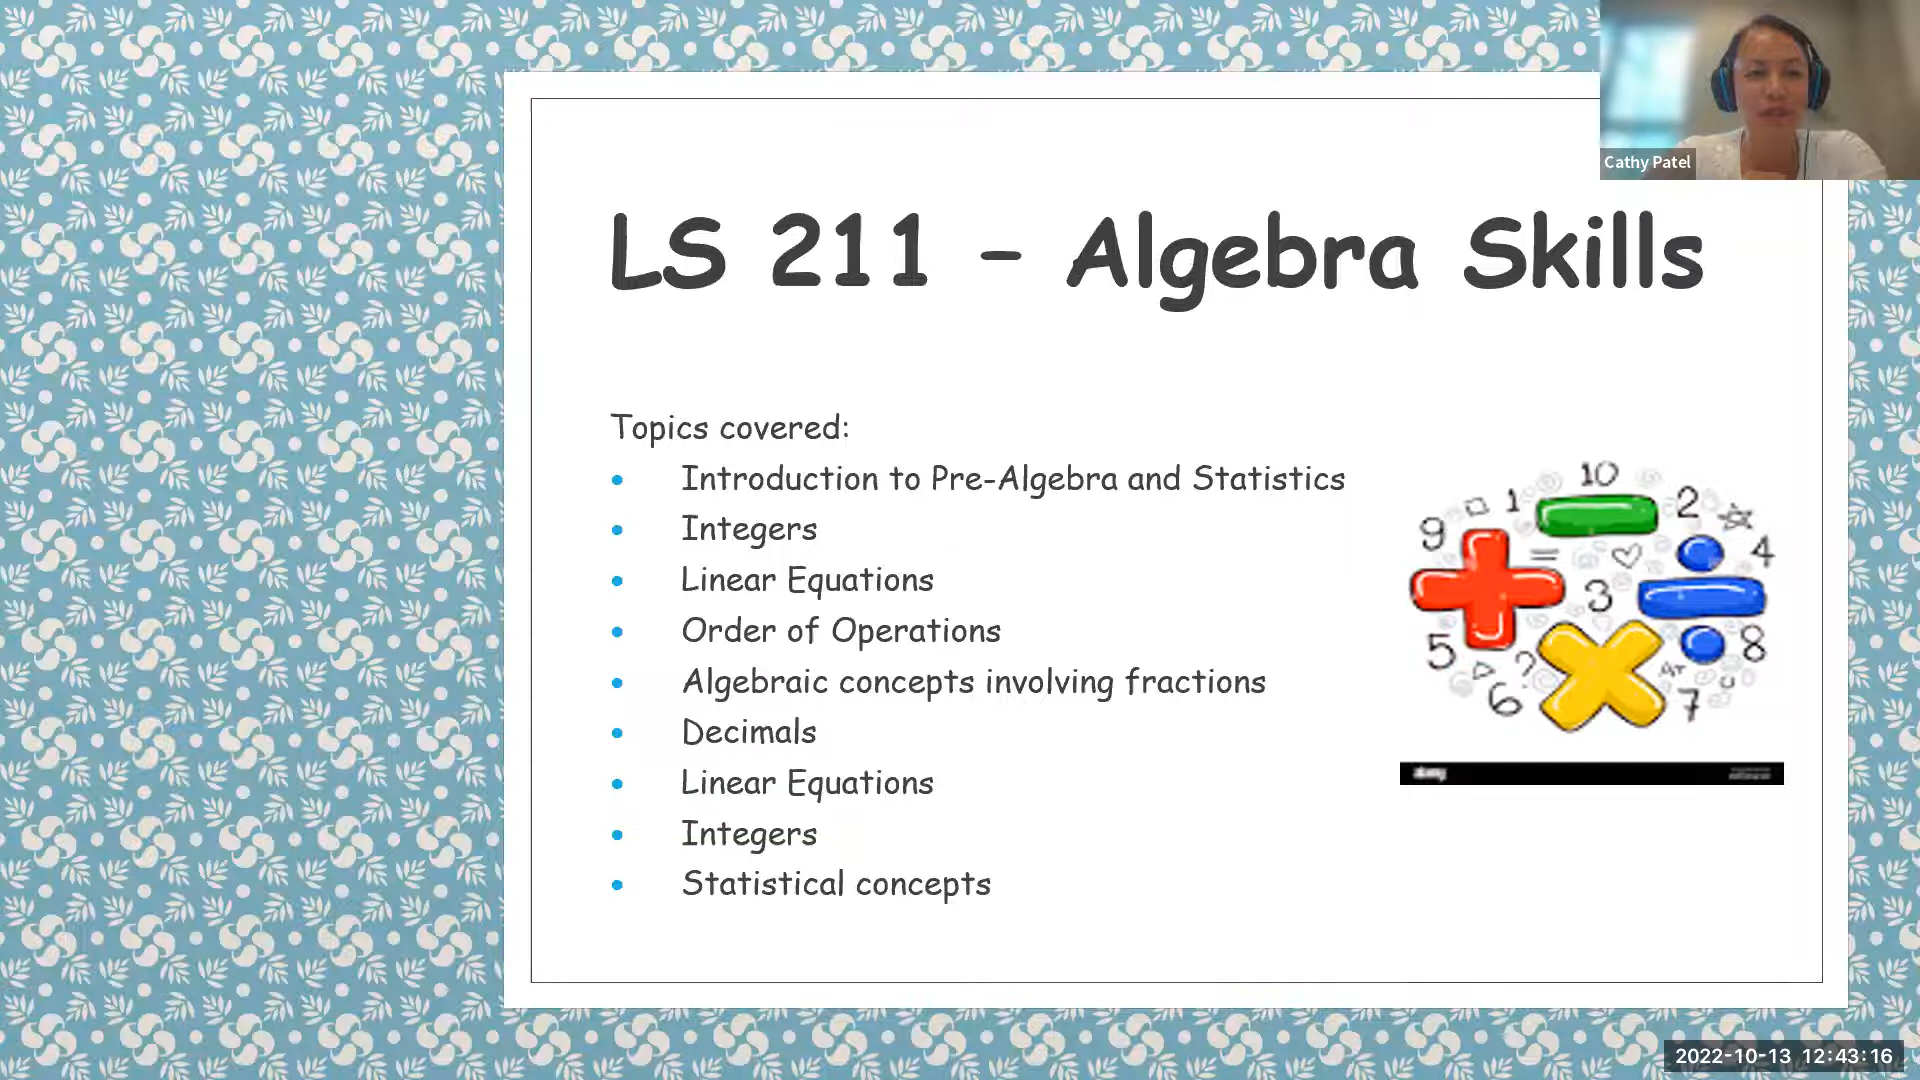 Cathy Patel
LS 211 – Algebra Skills
Topics covered:
• Introduction to Pre-Algebra and Statistics
• Integers
• Linear Equations
• Order of Operations
• Algebraic concepts involving fractions
• Decimals
• Linear Equations
• Integers
• Statistical concepts
10
1
2
9
=
4
3
5
?
8
6
7
2022-10-13 12:43:16